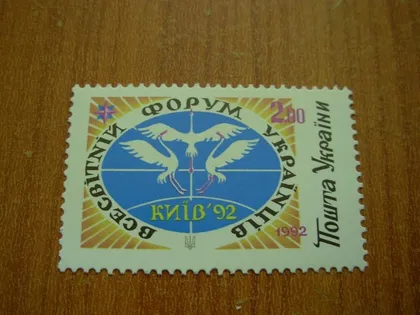 ВСЕСВІТНІЙ ФОРУМ УКРАЇНЦІВ
2.00
КИЇВ'92
1992
Пошта України